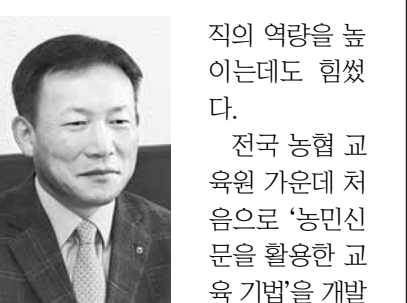 직의 역량을 높
이는데도 힘썼
다.
전국 농협 교
육원 가운데 처
음으로 ‘농민신
문을 활용한 교
육 기법’을 개발